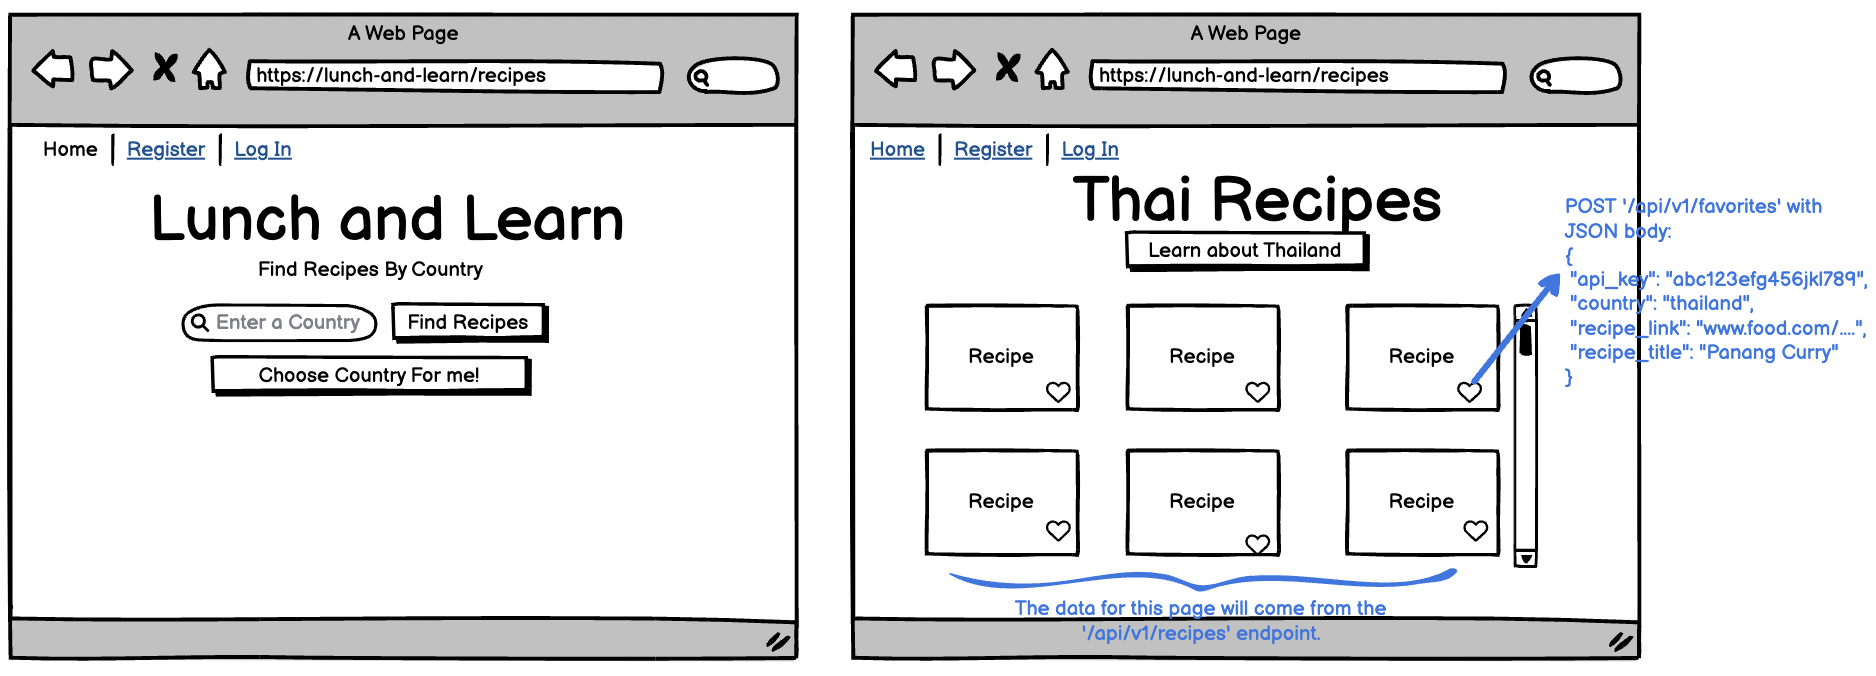 A Web Page
https://lunch-and-learn/recipes
Home Register Log In
Lunch and Learn
Find Recipes By Country
Enter a Country Find Recipes
Choose Country For me!
A Web Page
https://lunch-and-learn/recipes
Home Register Log In
Thai Recipes
Learn about Thailand
Recipe Recipe Recipe
Recipe Recipe Recipe
The data for this page will come from the
'/api/v1/recipes' endpoint.
POST '/api/v1/favorites' with
JSON body:
{
"api_key": "abc123efg456jkl789",
"country": "thailand",
"recipe_link": "www.food.com/....",
"recipe_title": "Panang Curry"
}